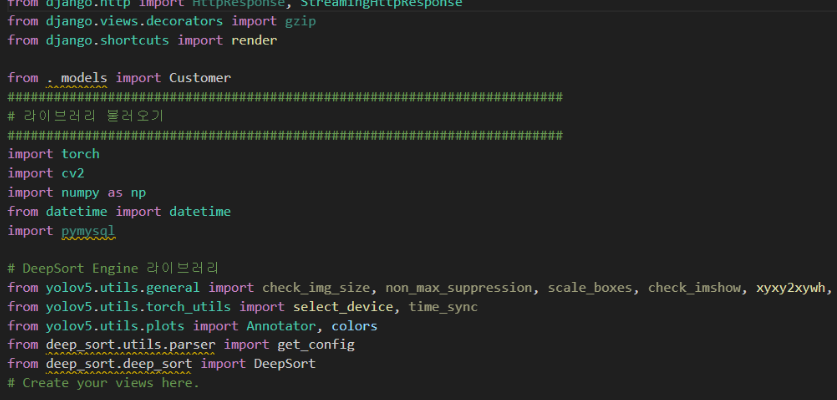 from django.http import HttpResponse, StreamingHttpResponse
from django.views.decorators import gzip
from django.shortcuts import render
from . models import Customer
########################################################################
# 라이브러리 불러오기
########################################################################
import torch
import cv2
import numpy as np
from datetime import datetime
import pymysql
# DeepSort Engine 라이브러리
from yolov5.utils.general import check_img_size, non_max_suppression, scale_boxes, check_imshow, xyxy2xywh,
from yolov5.utils.torch_utils import select_device, time_sync
from yolov5.utils.plots import Annotator, colors
from deep_sort.utils.parser import get_config
from deep_sort.deep_sort import DeepSort
# Create your views here.